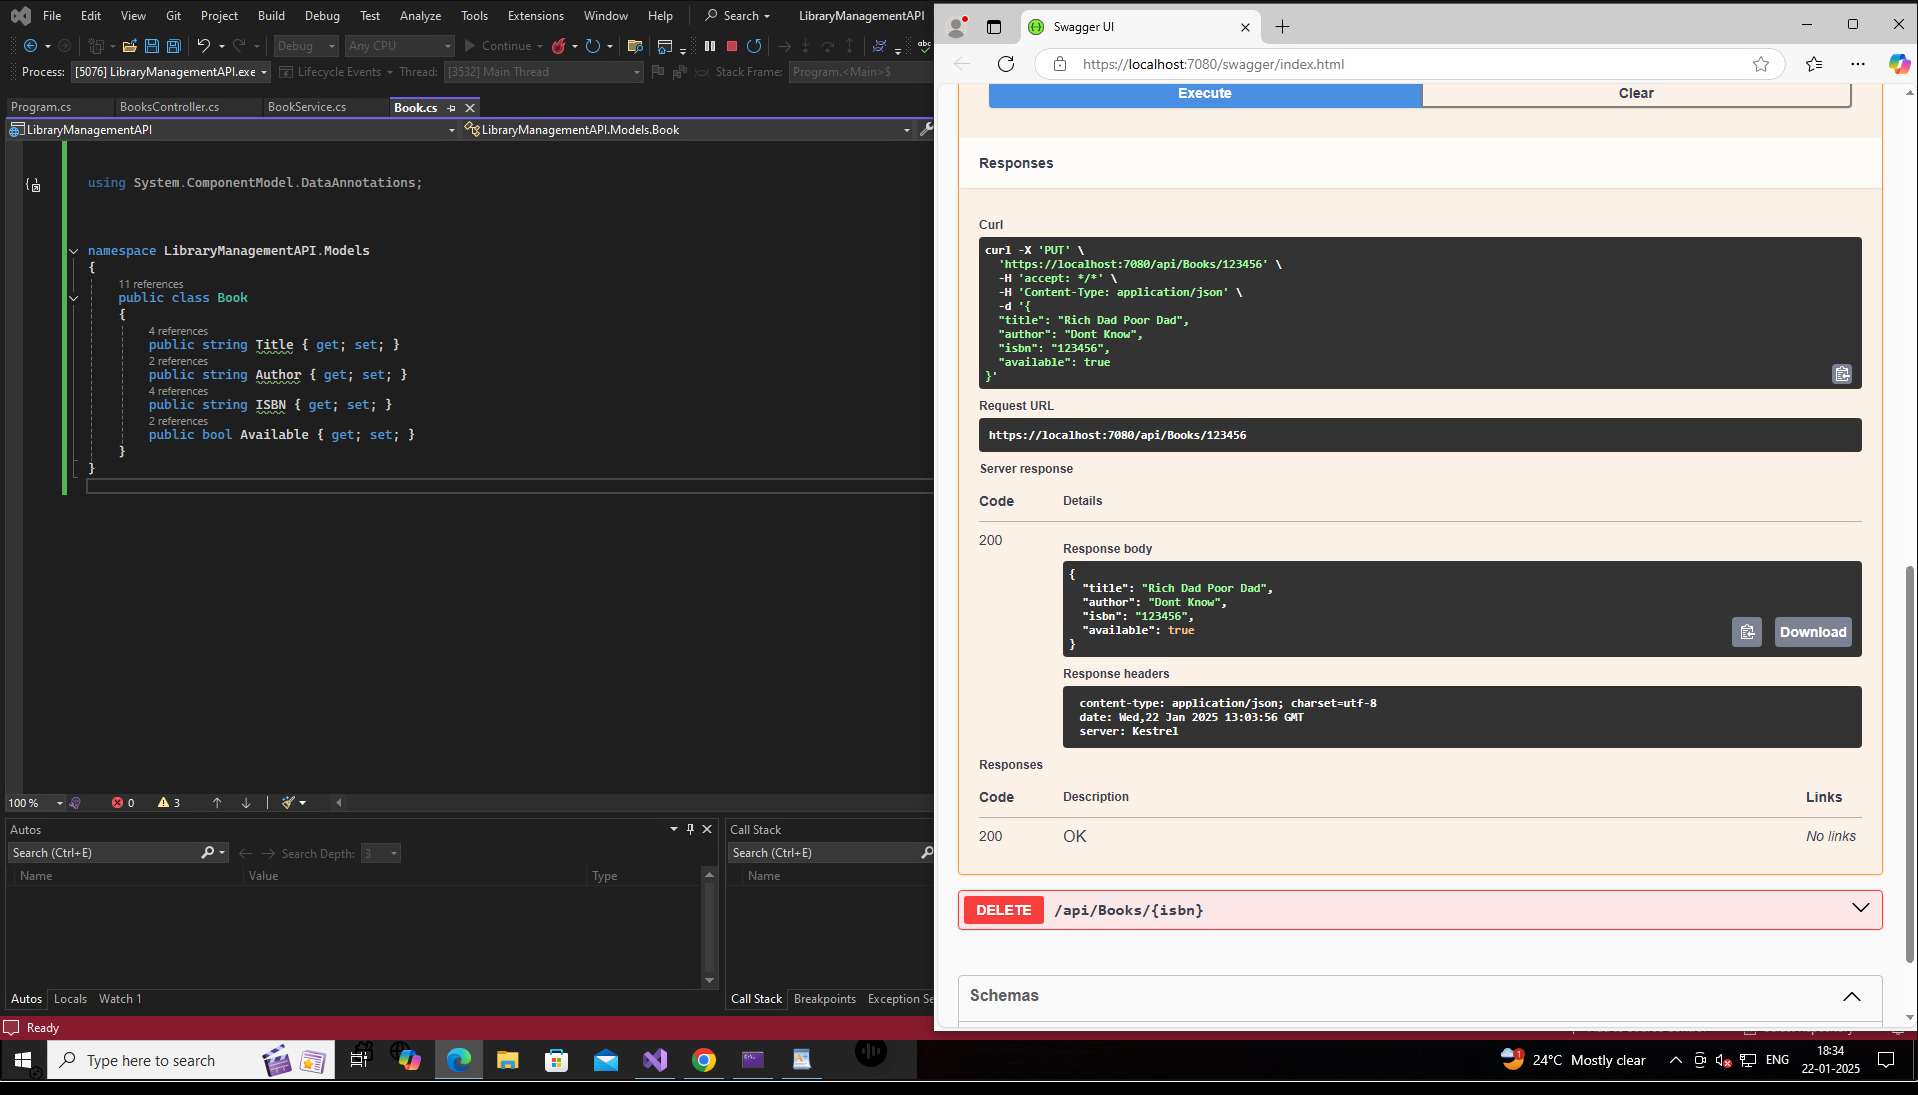 File Edit View Git Project Build Debug Test Analyze Tools Extensions Window Help Search LibraryManagementAPI
Debug Any CPU Continue
Process: [5076] LibraryManagementAPI.exe Lifecycle Events Thread: [3532] Main Thread Stack Frame: Program.<Main>$
Program.cs BooksController.cs BookService.cs Book.cs
LibraryManagementAPI LibraryManagementAPI.Models.Book
using System.ComponentModel.DataAnnotations;
namespace LibraryManagementAPI.Models
{
11 references
public class Book
{
4 references
public string Title { get; set; }
2 references
public string Author { get; set; }
4 references
public string ISBN { get; set; }
2 references
public bool Available { get; set; }
}
}
100 % 0 3
Autos
Search (Ctrl+E) Search Depth: 3
Name Value Type
Autos Locals Watch 1
Call Stack
Search (Ctrl+E)
Name
Call Stack Breakpoints Exception Se
Ready
Swagger UI
https://localhost:7080/swagger/index.html
Execute Clear
Responses
Curl
curl -X 'PUT' \
'https://localhost:7080/api/Books/123456' \
-H 'accept: */*' \
-H 'Content-Type: application/json' \
-d '{
"title": "Rich Dad Poor Dad",
"author": "Dont Know",
"isbn": "123456",
"available": true
}'
Request URL
https://localhost:7080/api/Books/123456
Server response
Code Details
200
Response body
{
"title": "Rich Dad Poor Dad",
"author": "Dont Know",
"isbn": "123456",
"available": true
}
Download
Response headers
content-type: application/json; charset=utf-8
date: Wed,22 Jan 2025 13:03:56 GMT
server: Kestrel
Responses
Code Description Links
200 OK No links
DELETE /api/Books/{isbn}
Schemas
Type here to search
1 24°C Mostly clear ENG 18:34
22-01-2025